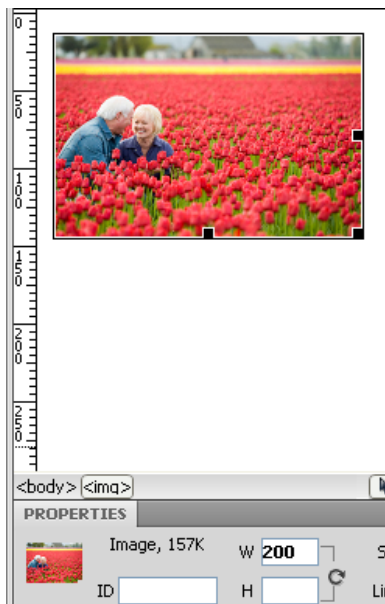 0
50
100
150
200
250
<body> <img>
PROPERTIES
Image, 157K
W 200
ID
H